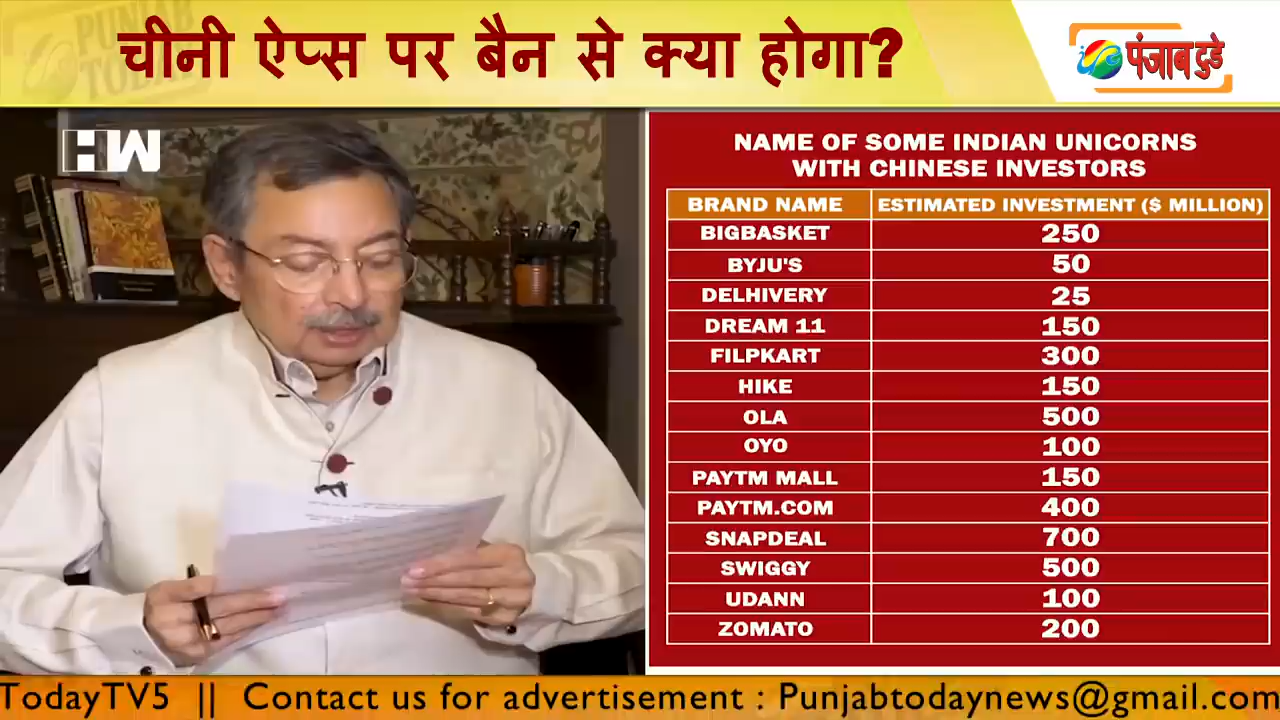 चीनी ऐप्स पर बैन से क्या होगा?
पंजाब टुडे
PUNJAB
TODAY
HW
NAME OF SOME INDIAN UNICORNS
WITH CHINESE INVESTORS
BRAND NAME ESTIMATED INVESTMENT ($ MILLION)
BIGBASKET 250
BYJU'S 50
DELHIVERY 25
DREAM 11 150
FILPKART 300
HIKE 150
OLA 500
OYO 100
PAYTM MALL 150
PAYTM.COM 400
SNAPDEAL 700
SWIGGY 500
UDANN 100
ZOMATO 200
TodayTV5 || Contact us for advertisement : Punjabtodaynews@gmail.com